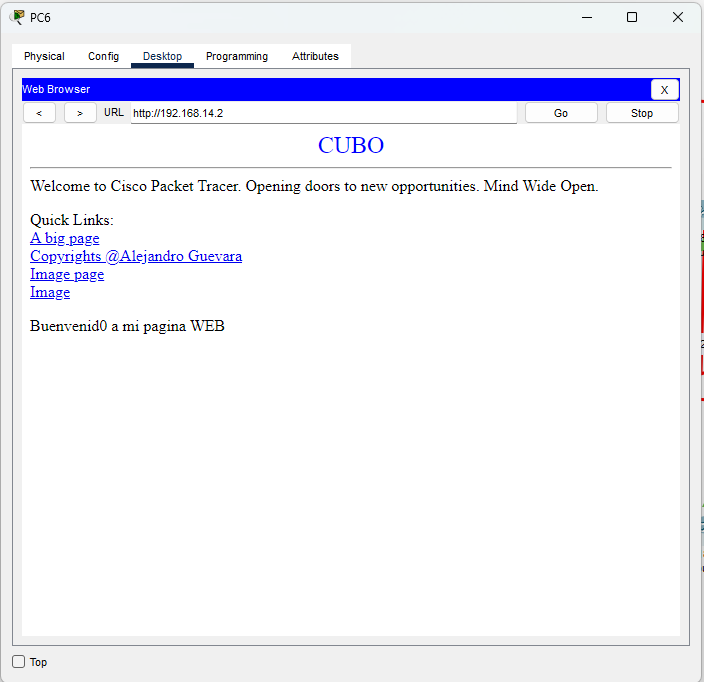 PC6
Physical Config Desktop Programming Attributes
Web Browser X
< > URL http://192.168.14.2 Go Stop
CUBO
Welcome to Cisco Packet Tracer. Opening doors to new opportunities. Mind Wide Open.
Quick Links:
A big page
Copyrights @Alejandro Guevara
Image page
Image
Buenvenid0 a mi pagina WEB
Top